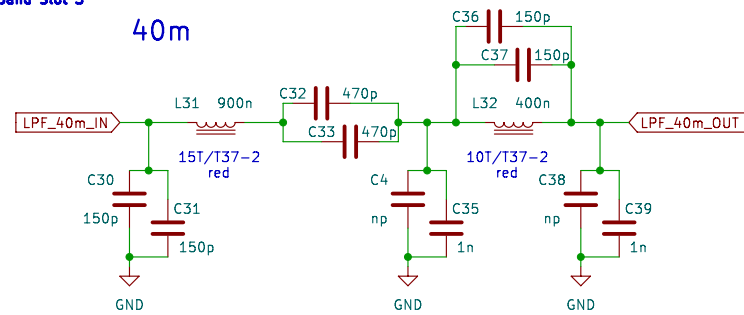 Band Slot 3
40m
C36 150p
C37 150p
L31 900n
C32 470p
L32 400n
LPF_40m_IN
C33 470p
LPF_40m_OUT
15T/T37-2
red
10T/T37-2
red
C30
150p
C31
150p
C4
np
C35
1n
C38
np
C39
1n
GND
GND
GND